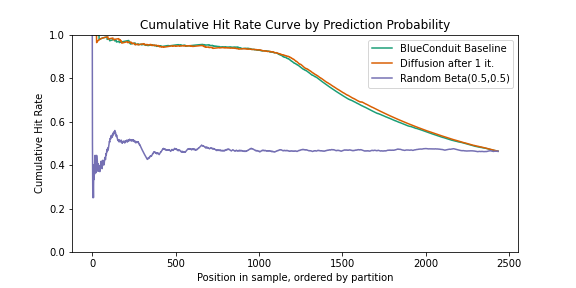 Cumulative Hit Rate Curve by Prediction Probability
BlueConduit Baseline
Diffusion after 1 it.
Random Beta(0.5,0.5)
Cumulative Hit Rate
1.0
0.8
0.6
0.4
0.2
0.0
0
500
1000
1500
2000
2500
Position in sample, ordered by partition